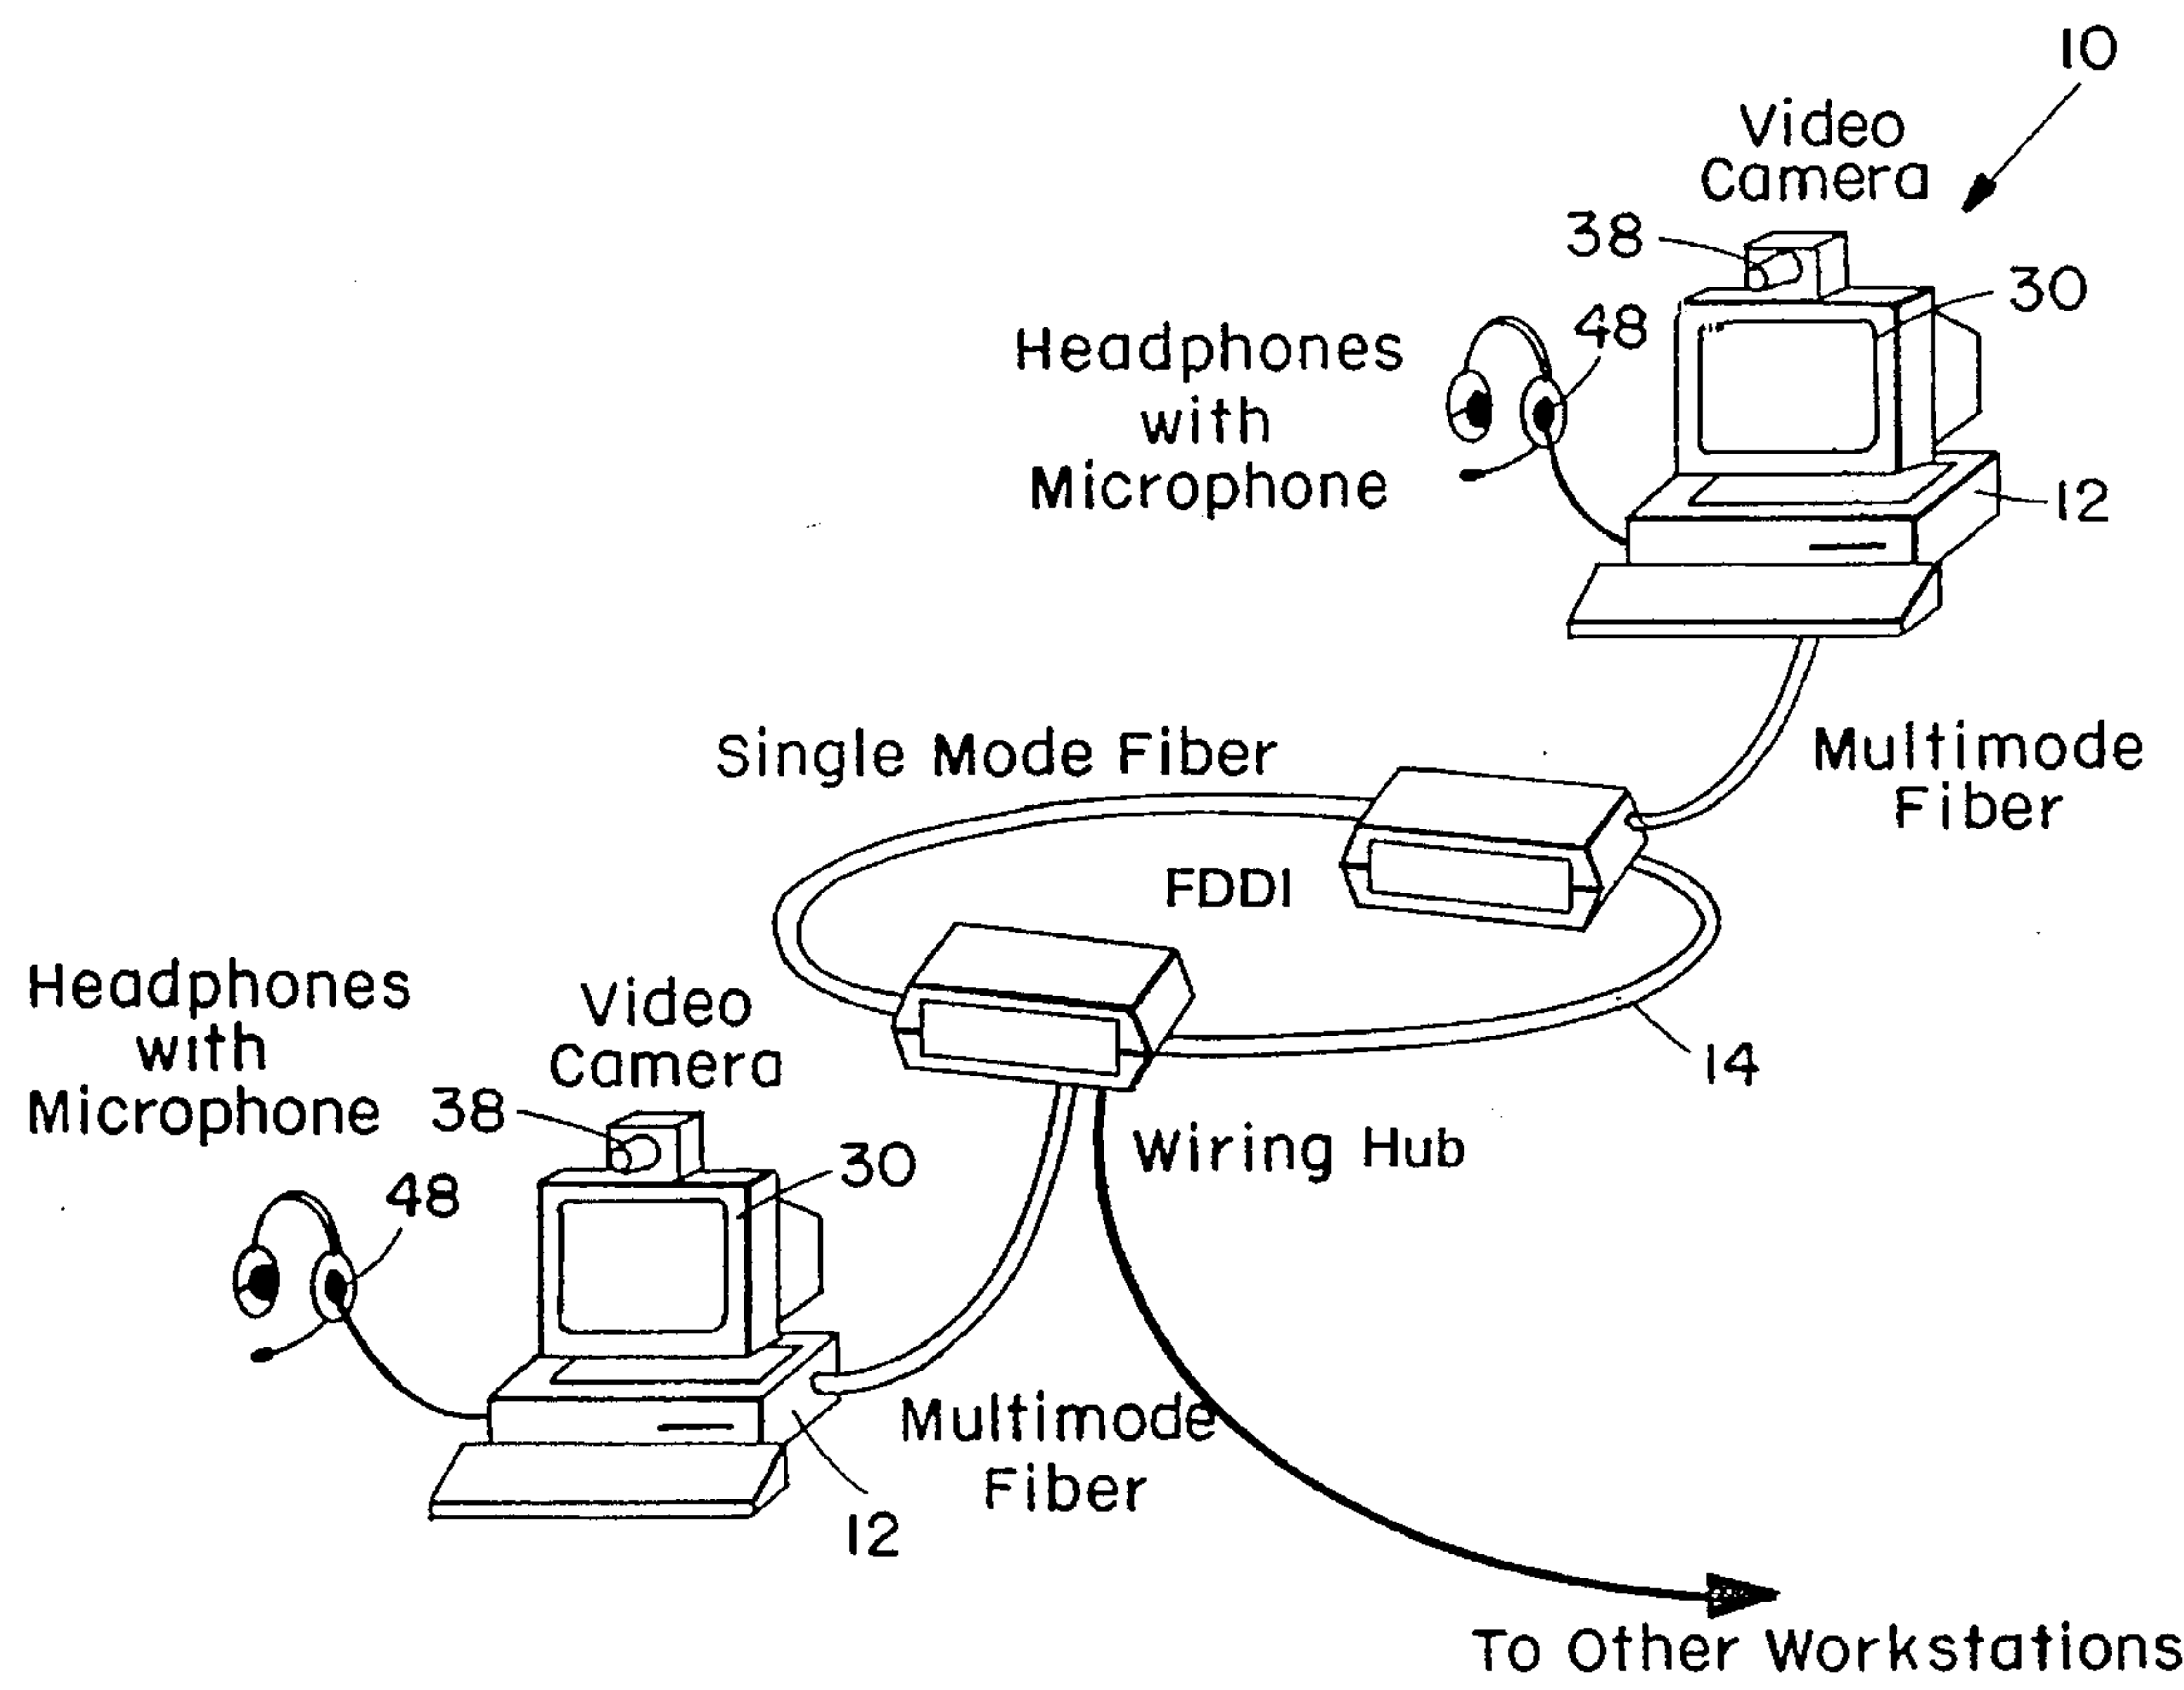 10
Video
Camera
38
30
48
Headphones
with
Microphone
12
Single Mode Fiber
Multimode
Fiber
FDDI
Headphones
with
Microphone
Video
Camera
14
38
Wiring Hub
30
48
Multimode
Fiber
12
To Other Workstations